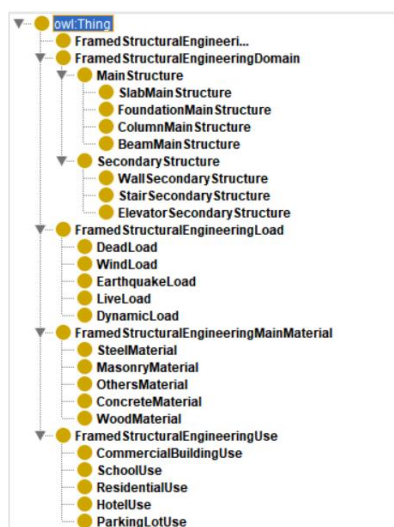 owl:Thing
FramedStructuralEngineeri...
FramedStructuralEngineeringDomain
MainStructure
SlabMainStructure
FoundationMainStructure
ColumnMainStructure
BeamMainStructure
SecondaryStructure
WallSecondaryStructure
StairSecondaryStructure
ElevatorSecondaryStructure
FramedStructuralEngineeringLoad
DeadLoad
WindLoad
EarthquakeLoad
LiveLoad
DynamicLoad
FramedStructuralEngineeringMainMaterial
SteelMaterial
MasonryMaterial
OthersMaterial
ConcreteMaterial
WoodMaterial
FramedStructuralEngineeringUse
CommercialBuildingUse
SchoolUse
ResidentialUse
HotelUse
ParkingLotUse